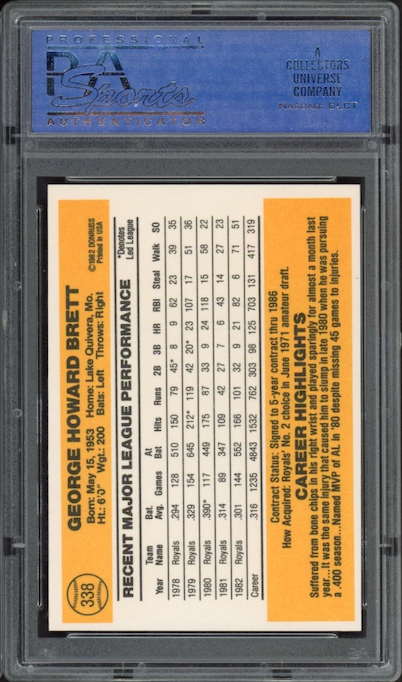 PROFESSIONAL
PSA
Sports
AUTHENTICATOR
A
COLLECTORS
UNIVERSE
COMPANY
NASDAQ: CLCT
338
GEORGE HOWARD BRETT
Born: May 15, 1953 Home: Lake Quivera, Mo.
Ht.: 6'0" Wgt.: 200 Bats: Left Throws: Right
©1982 DONRUSS
Printed in USA
RECENT MAJOR LEAGUE PERFORMANCE
*Denotes
Led League
Year Team Name Bat. Avg. Games At Bat Hits Runs 2B 3B HR RBI Steal Walk SO
1978 Royals .294 128 510 150 79 45* 8 9 62 23 39 35
1979 Royals .329 154 645 212* 119 42 20* 23 107 17 51 36
1980 Royals .390* 117 449 175 87 33 9 24 118 15 58 22
1981 Royals .314 89 347 109 42 27 7 6 43 14 27 23
1982 Royals .301 144 552 166 101 32 9 21 82 6 71 51
Career .316 1235 4843 1532 762 303 98 125 703 131 417 319
Contract Status: Signed to 5-year contract thru 1986
How Acquired: Royals' No. 2 choice in June 1971 amateur draft.
CAREER HIGHLIGHTS
Suffered from bone chips in his right wrist and played sparingly for almost a month last
year...It was the same injury that caused him to slump in late 1980 when he was pursuing
a .400 season...Named MVP of AL in '80 despite missing 45 games to injuries.